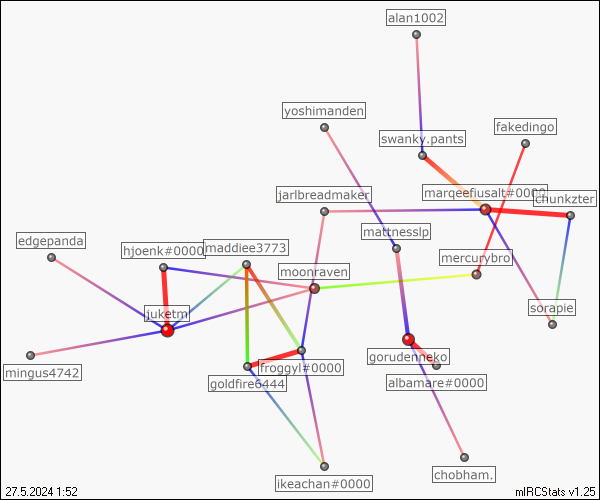 alan1002
yoshimanden
fakedingo
swanky.pants
jarlbreadmaker
marqeefiusalt#0002
chunkzter
edgepanda
hjoenk#0000
maddiee3773
mattnesslp
moonraven
mercurybro
juketm
sorapie
mingus4742
goldfire6444
froggyl#0000
gorudenneko
albamare#0000
ikeachan#0000
chobham.
27.5.2024 1:52
mIRCStats v1.25